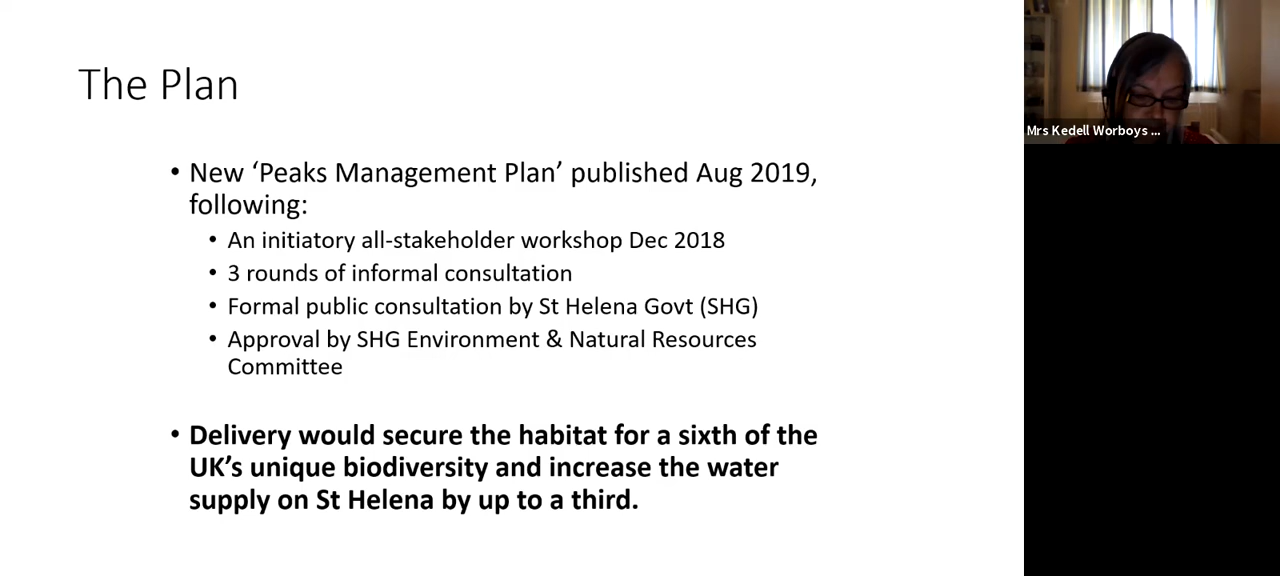 The Plan
• New ‘Peaks Management Plan’ published Aug 2019,
following:
• An initiatory all-stakeholder workshop Dec 2018
• 3 rounds of informal consultation
• Formal public consultation by St Helena Govt (SHG)
• Approval by SHG Environment & Natural Resources
Committee
• Delivery would secure the habitat for a sixth of the
UK’s unique biodiversity and increase the water
supply on St Helena by up to a third.
Mrs Kedell Worboys ...